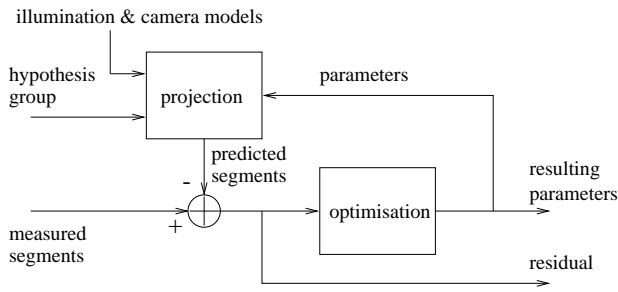 illumination & camera models
hypothesis
group
projection
parameters
predicted
segments
-
+
measured
segments
optimisation
resulting
parameters
residual